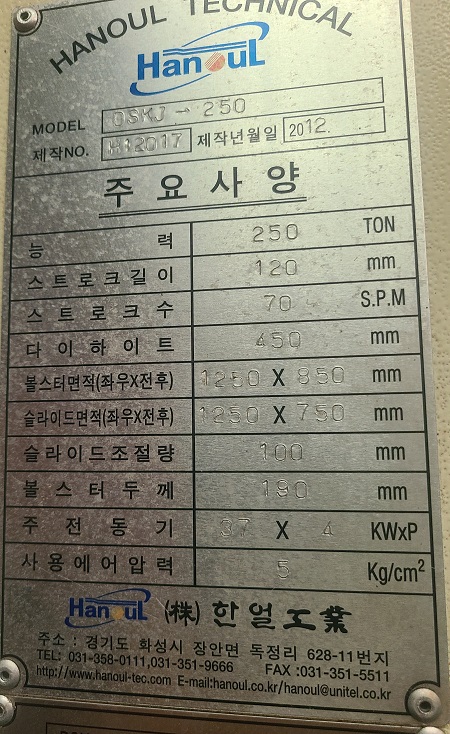 HANOUL TECHNICAL
HanouL
MODEL OSKJ-250
제작NO. H12017 제작년월일 2012.
주요사양
능력 250 TON
스트로크길이 120 mm
스트로크수 70 S.P.M
다이하이트 450 mm
볼스터면적(좌우X전후) 1250 X 850 mm
슬라이드면적(좌우X전후) 1250 X 750 mm
슬라이드조절량 100 mm
볼스터두께 190 mm
주전동기 37 X 4 KWxP
사용에어압력 5 Kg/cm²
HanouL (株) 한얼工業
주소 : 경기도 화성시 장안면 독정리 628-11번지
TEL: 031-358-0111,031-351-9666 FAX :031-351-5511
http://www.hanoul-tec.com E-mail:hanoul.co.kr/hanoul@unitel.co.kr